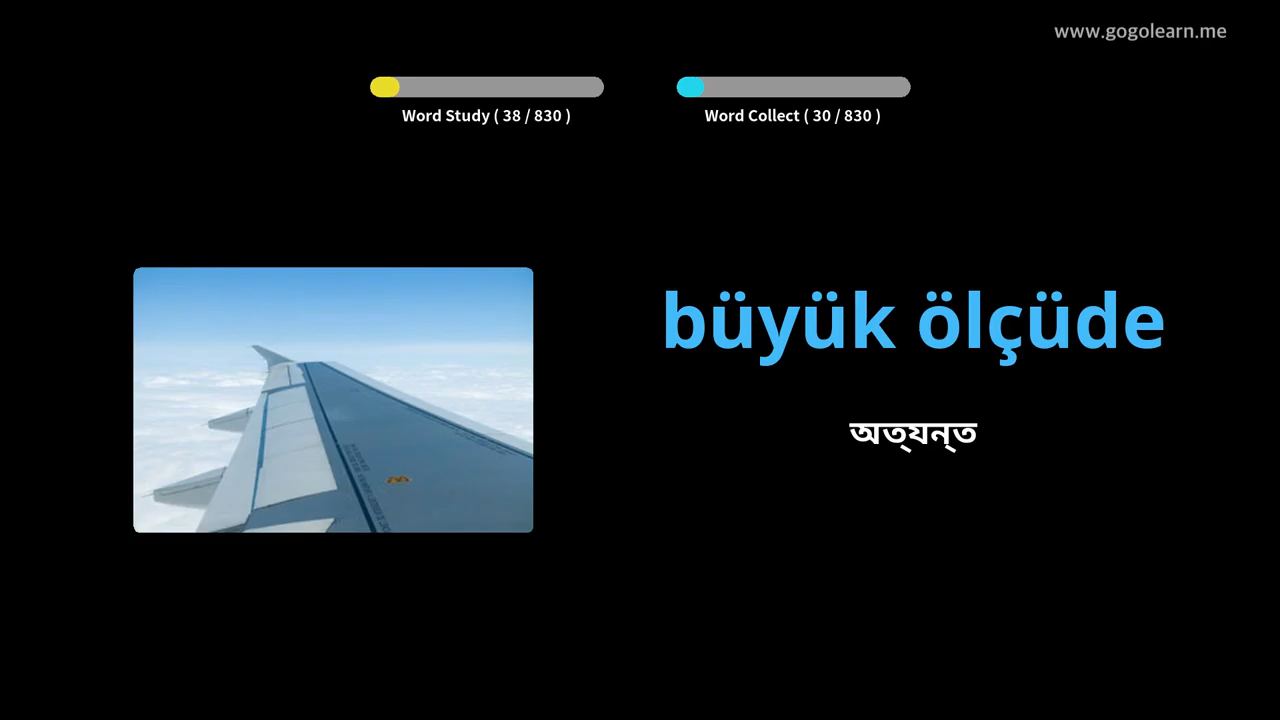 www.gogolearn.me
Word Study ( 38 / 830 )
Word Collect ( 30 / 830 )
büyük ölçüde
অত্যন্ত